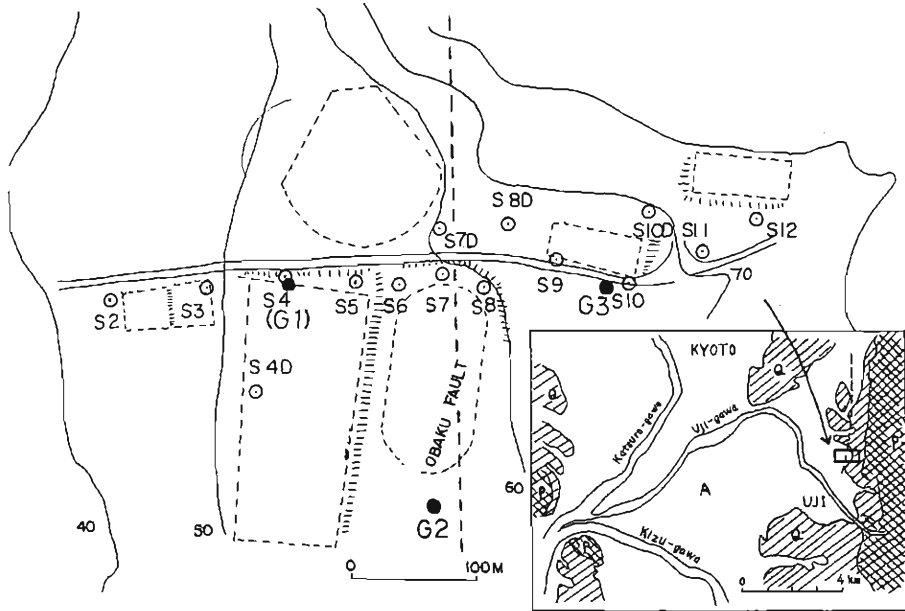 S8D
S7D
S10D
S11
S12
S2
S3
S4
(G1)
S5
S6
S7
S8
S9
G3
S10
70
S4D
OBAKU FAULT
G2
40
50
60
0 100M
KYOTO
Q
Q
Katsura-gawa
Uji-gawa
P
A
UJI
P
Q
Kizu-gawa
P
0 4 km